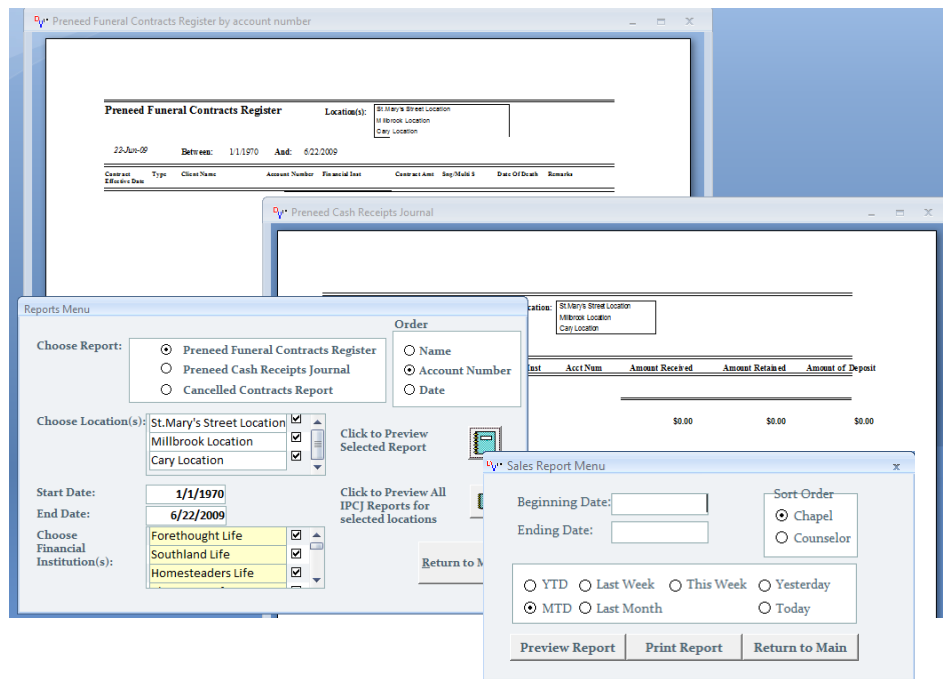 Preneed Funeral Contracts Register by account number
Preneed Funeral Contracts Register
Location(s):
St.Mary's Street Location
Millbrook Location
Cary Location
22-Jun-09 Between: 1/1/1970 And: 6/22/2009
Contract Effective Date Type Client Name Account Number Financial Inst Contract Amt Sng/Multi $ Date Of Death Remarks
Preneed Cash Receipts Journal
ation:
St.Mary's Street Location
Millbrook Location
Cary Location
Inst Acct Num Amount Received Amount Retained Amount of Deposit
$0.00 $0.00 $0.00
Reports Menu
Choose Report:
Preneed Funeral Contracts Register
Preneed Cash Receipts Journal
Cancelled Contracts Report
Order
Name
Account Number
Date
Choose Location(s):
St.Mary's Street Location
Millbrook Location
Cary Location
Click to Preview
Selected Report
Start Date: 1/1/1970
End Date: 6/22/2009
Click to Preview All
IPCJ Reports for
selected locations
Choose
Financial
Institution(s):
Forethought Life
Southland Life
Homesteaders Life
Return to M
Sales Report Menu
Beginning Date:
Ending Date:
Sort Order
Chapel
Counselor
YTD Last Week This Week Yesterday
MTD Last Month Today
Preview Report Print Report Return to Main